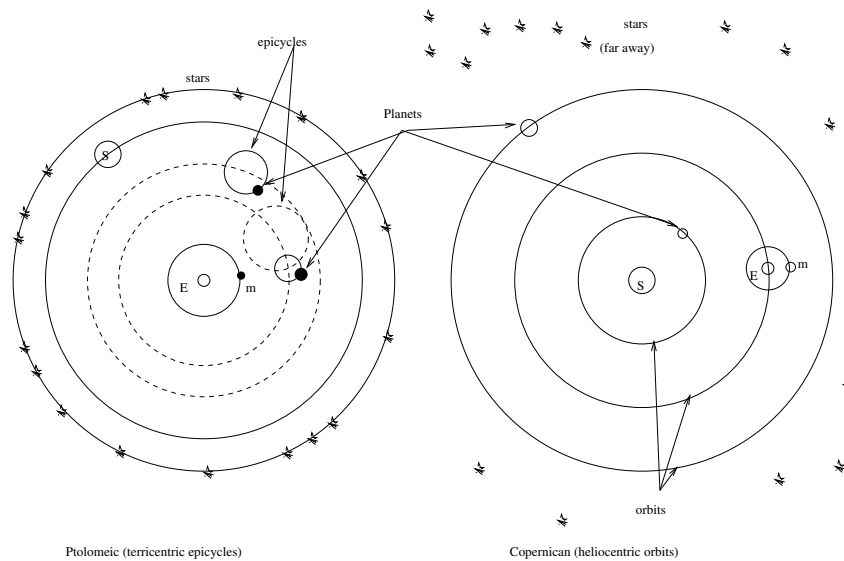 stars
(far away)
epicycles
stars
Planets
S
E
m
S
E
m
orbits
Ptolomeic (terricentric epicycles)
Copernican (heliocentric orbits)